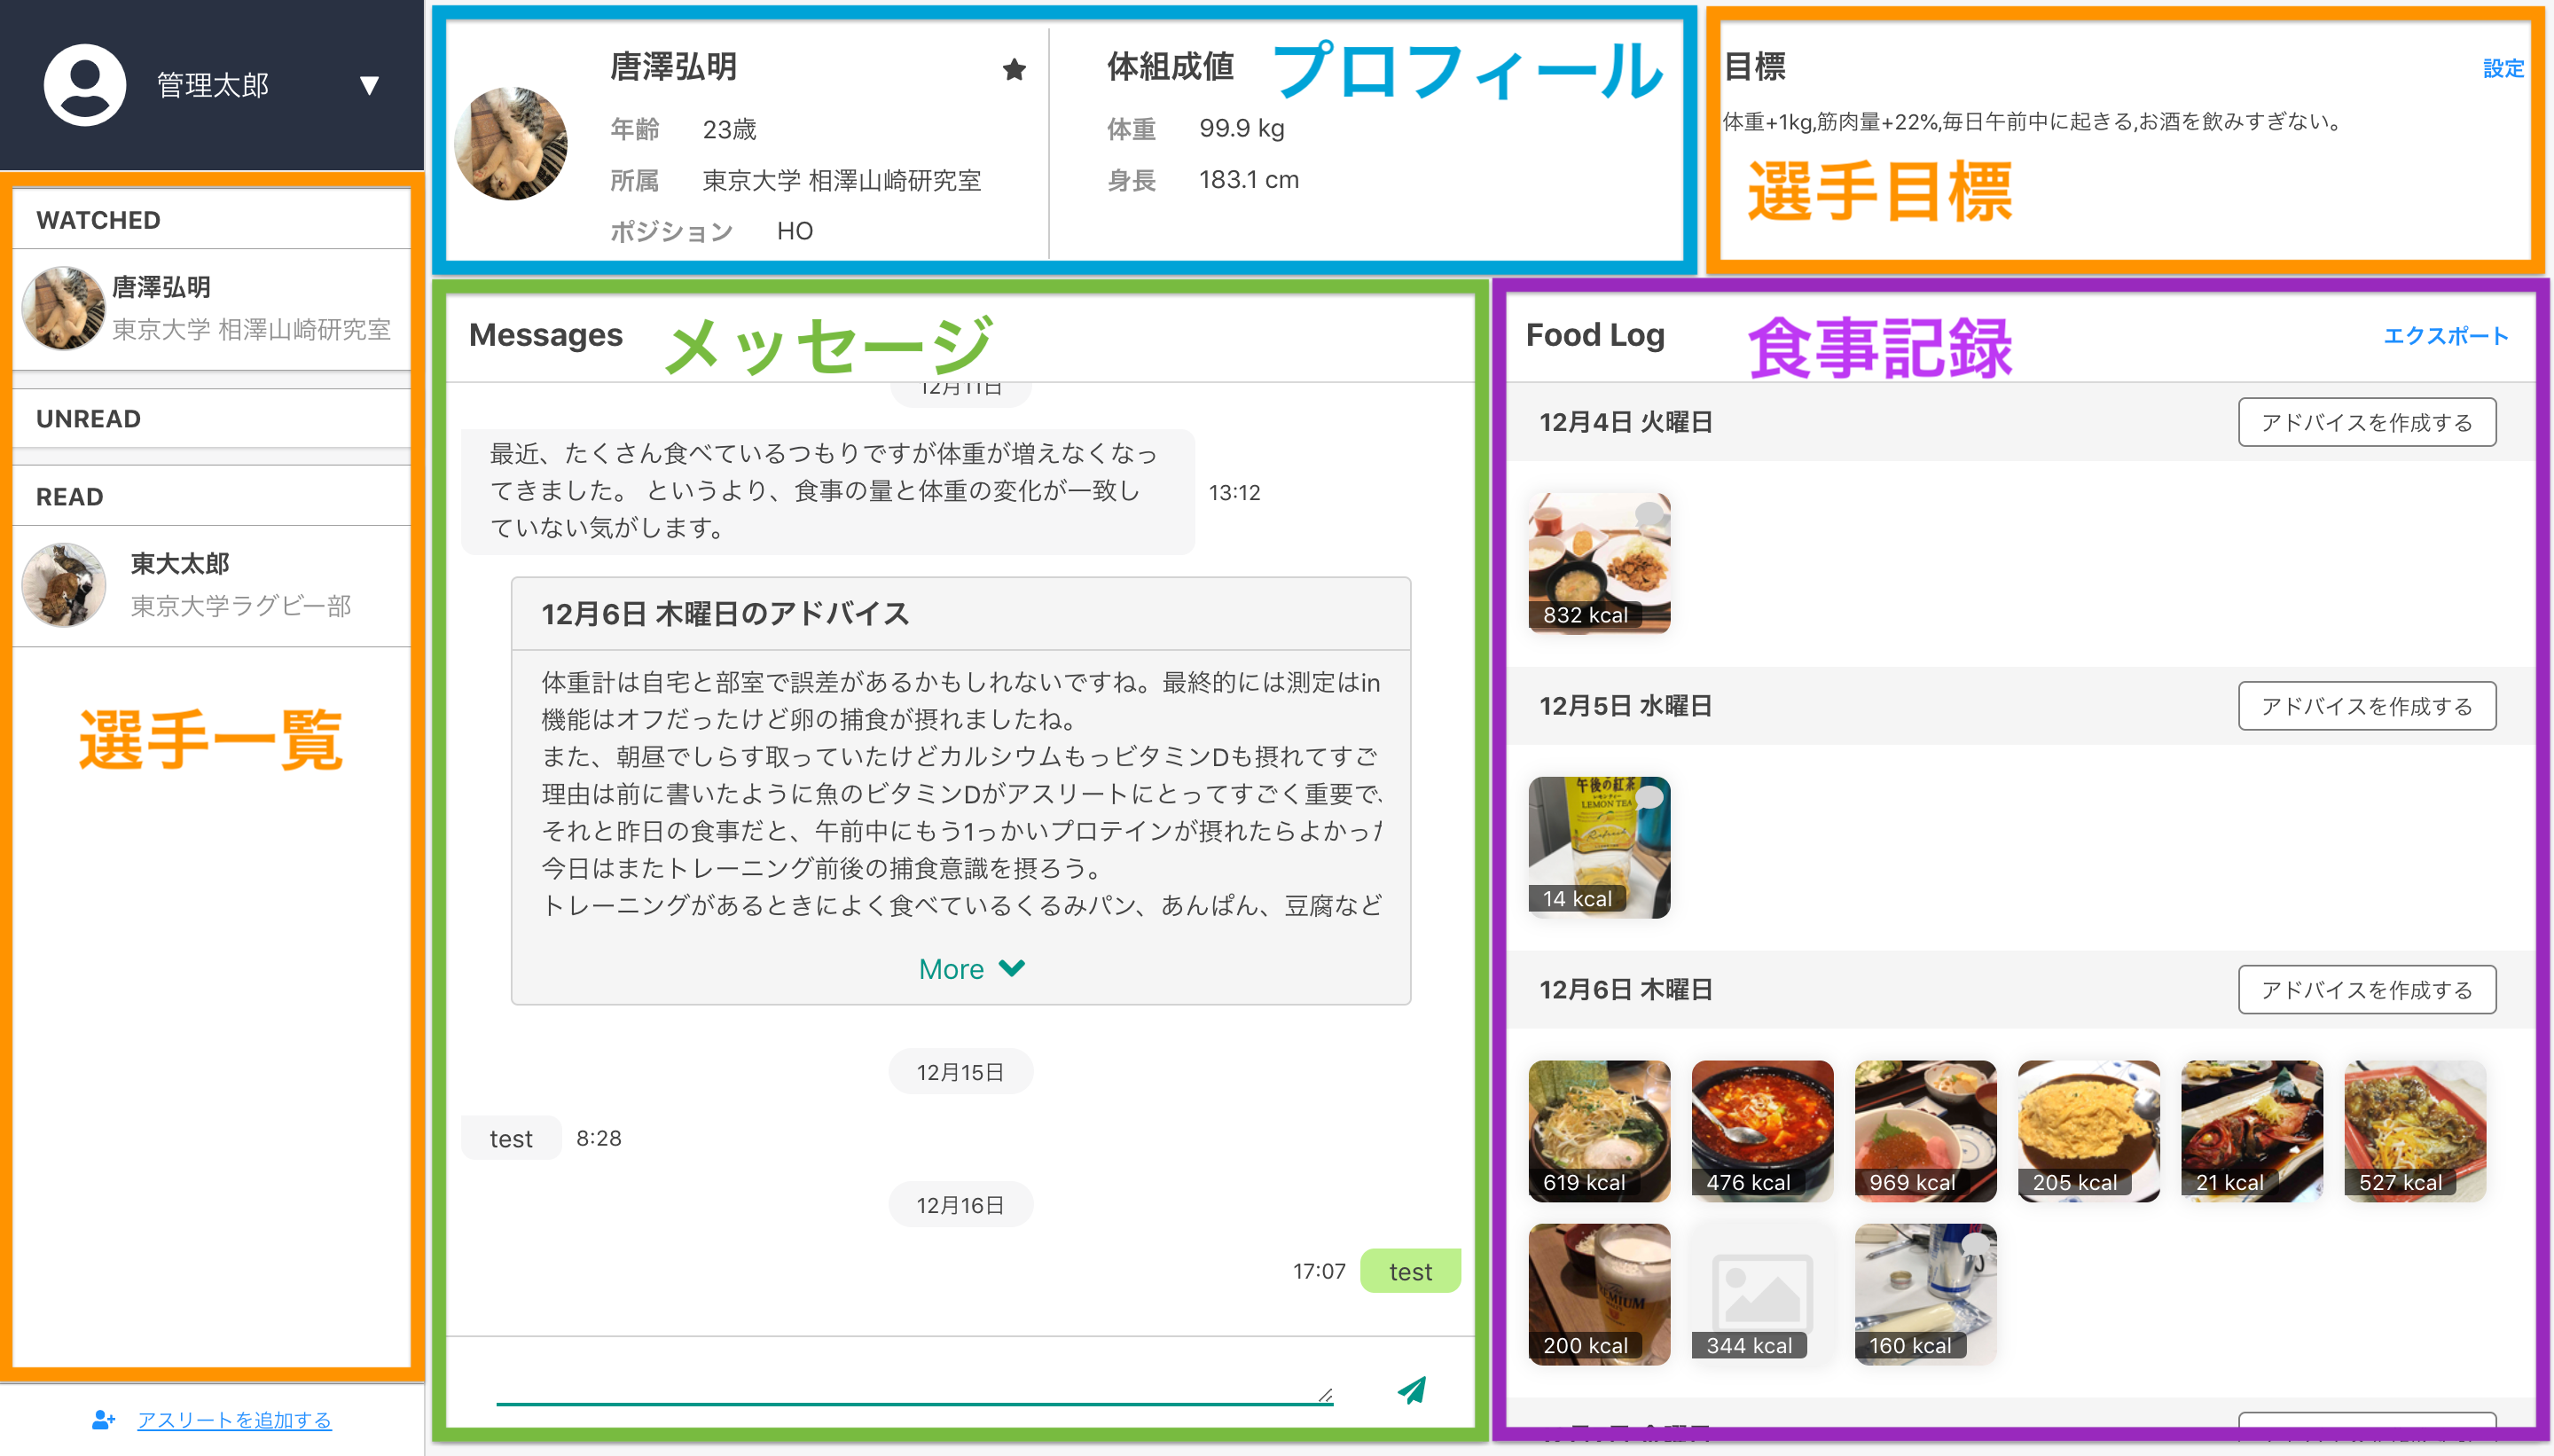 管理太郎 ▼
WATCHED
唐澤弘明
東京大学 相澤山崎研究室
UNREAD
READ
東大太郎
東京大学ラグビー部
選手一覧
アスリートを追加する
唐澤弘明 ★
年齢 23歳
所属 東京大学 相澤山崎研究室
ポジション HO
体組成値
プロフィール
体重 99.9 kg
身長 183.1 cm
目標
設定
体重+1kg,筋肉量+22%,毎日午前中に起きる,お酒を飲みすぎない。
選手目標
Messages
メッセージ
12月11日
最近、たくさん食べているつもりですが体重が増えなくなっ
てきました。 というより、食事の量と体重の変化が一致し
ていない気がします。
13:12
12月6日 木曜日のアドバイス
体重計は自宅と部室で誤差があるかもしれないですね。最終的には測定はin
機能はオフだったけど卵の捕食が摂れましたね。
また、朝昼でしらす取っていたけどカルシウムもっビタミンDも摂れてすご
理由は前に書いたように魚のビタミンDがアスリートにとってすごく重要で、
それと昨日の食事だと、午前中にもう1っかいプロテインが摂れたらよかった
今日はまたトレーニング前後の捕食意識を摂ろう。
トレーニングがあるときによく食べているくるみパン、あんぱん、豆腐など
More
12月15日
test 8:28
12月16日
17:07 test
Food Log
食事記録
エクスポート
12月4日 火曜日
アドバイスを作成する
832 kcal
12月5日 水曜日
アドバイスを作成する
午後の紅茶
LEMON TEA
14 kcal
12月6日 木曜日
アドバイスを作成する
619 kcal
476 kcal
969 kcal
205 kcal
21 kcal
527 kcal
PREMIUM
200 kcal
344 kcal
160 kcal